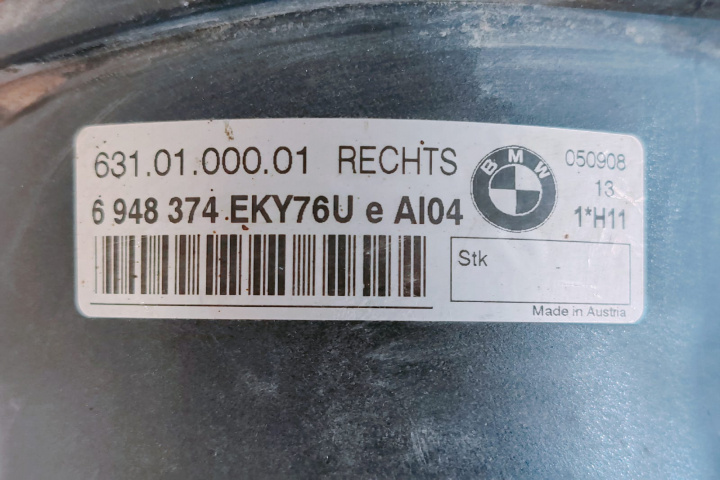 631.01.000.01 RECHTS
6 948 374 EKY76U e AI04
BMW
050908
13
1*H11
Stk
Made in Austria